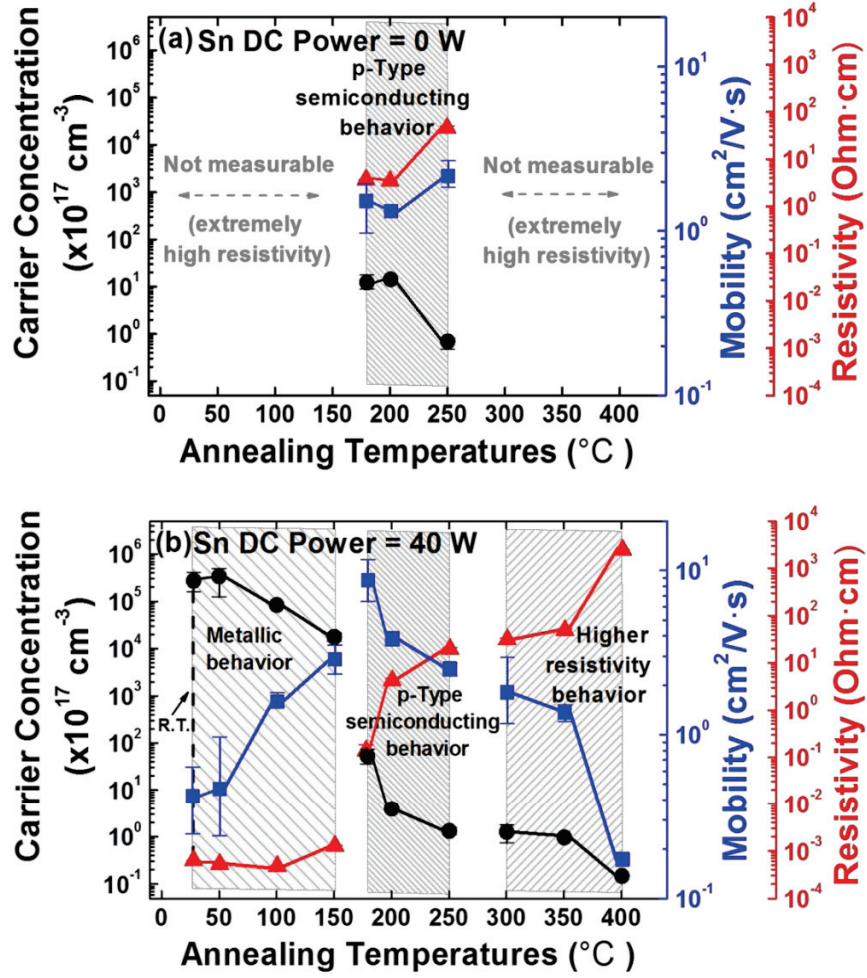 (a) Sn DC Power = 0 W
p-Type
semiconducting
behavior
Not measurable
(extremely
high resistivity)
Not measurable
(extremely
high resistivity)
Carrier Concentration
(x10^17 cm^-3)
10^6
10^5
10^4
10^3
10^2
10^1
10^0
10^-1
Mobility (cm^2/V·s)
10^1
10^0
10^-1
Resistivity (Ohm·cm)
10^4
10^3
10^2
10^1
10^0
10^-1
10^-2
10^-3
10^-4
0 50 100 150 200 250 300 350 400
Annealing Temperatures (°C )
(b) Sn DC Power = 40 W
Metallic
behavior
R.T.
p-Type
semiconducting
behavior
Higher
resistivity
behavior
Carrier Concentration
(x10^17 cm^-3)
10^6
10^5
10^4
10^3
10^2
10^1
10^0
10^-1
Mobility (cm^2/V·s)
10^1
10^0
10^-1
Resistivity (Ohm·cm)
10^4
10^3
10^2
10^1
10^0
10^-1
10^-2
10^-3
10^-4
0 50 100 150 200 250 300 350 400
Annealing Temperatures (°C )